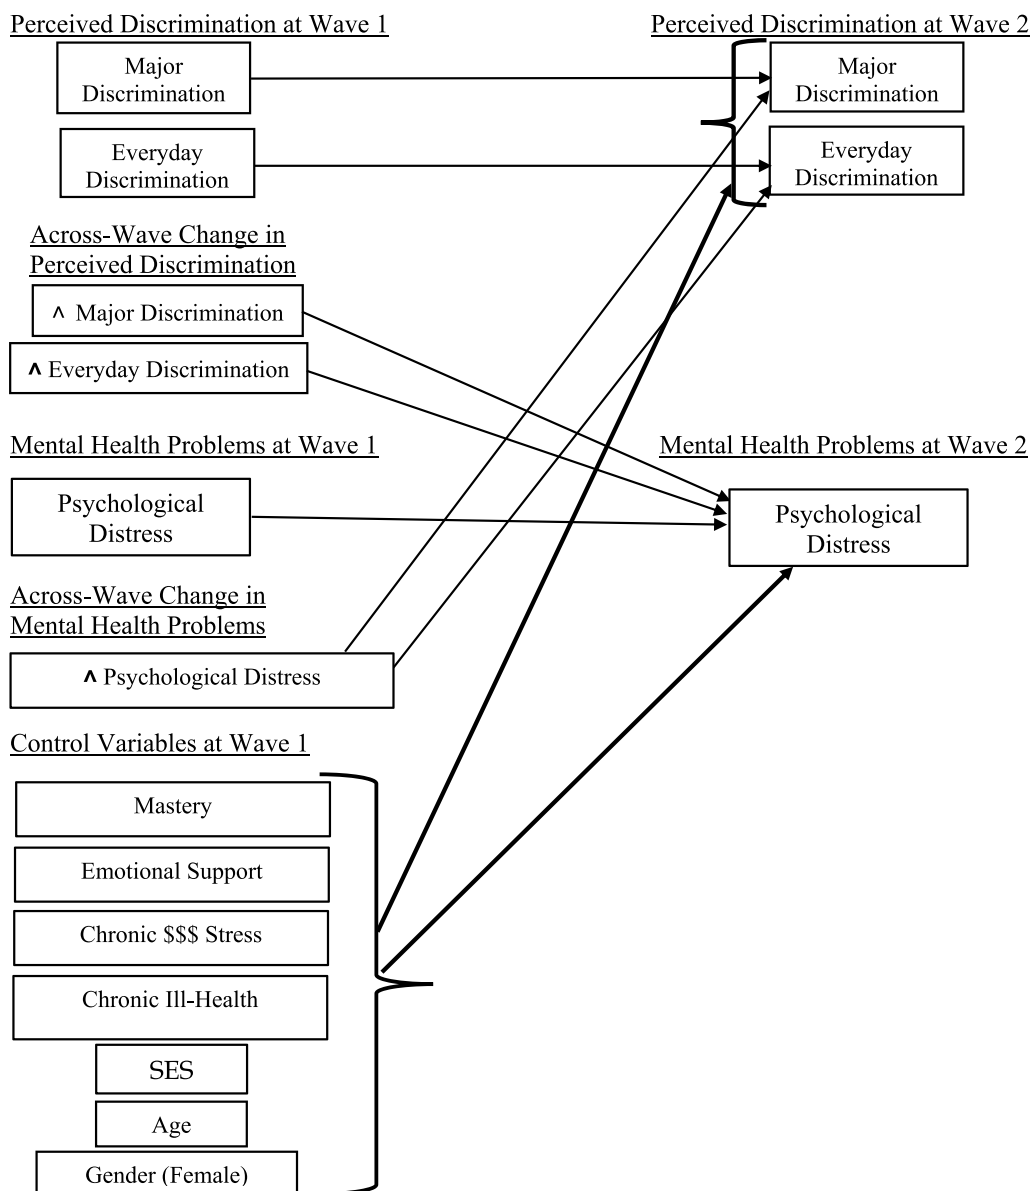 Perceived Discrimination at Wave 1
Perceived Discrimination at Wave 2
Major
Discrimination
Major
Discrimination
Everyday
Discrimination
Everyday
Discrimination
Across-Wave Change in
Perceived Discrimination
^ Major Discrimination
^ Everyday Discrimination
Mental Health Problems at Wave 1
Mental Health Problems at Wave 2
Psychological
Distress
Psychological
Distress
Across-Wave Change in
Mental Health Problems
^ Psychological Distress
Control Variables at Wave 1
Mastery
Emotional Support
Chronic $$$ Stress
Chronic Ill-Health
SES
Age
Gender (Female)